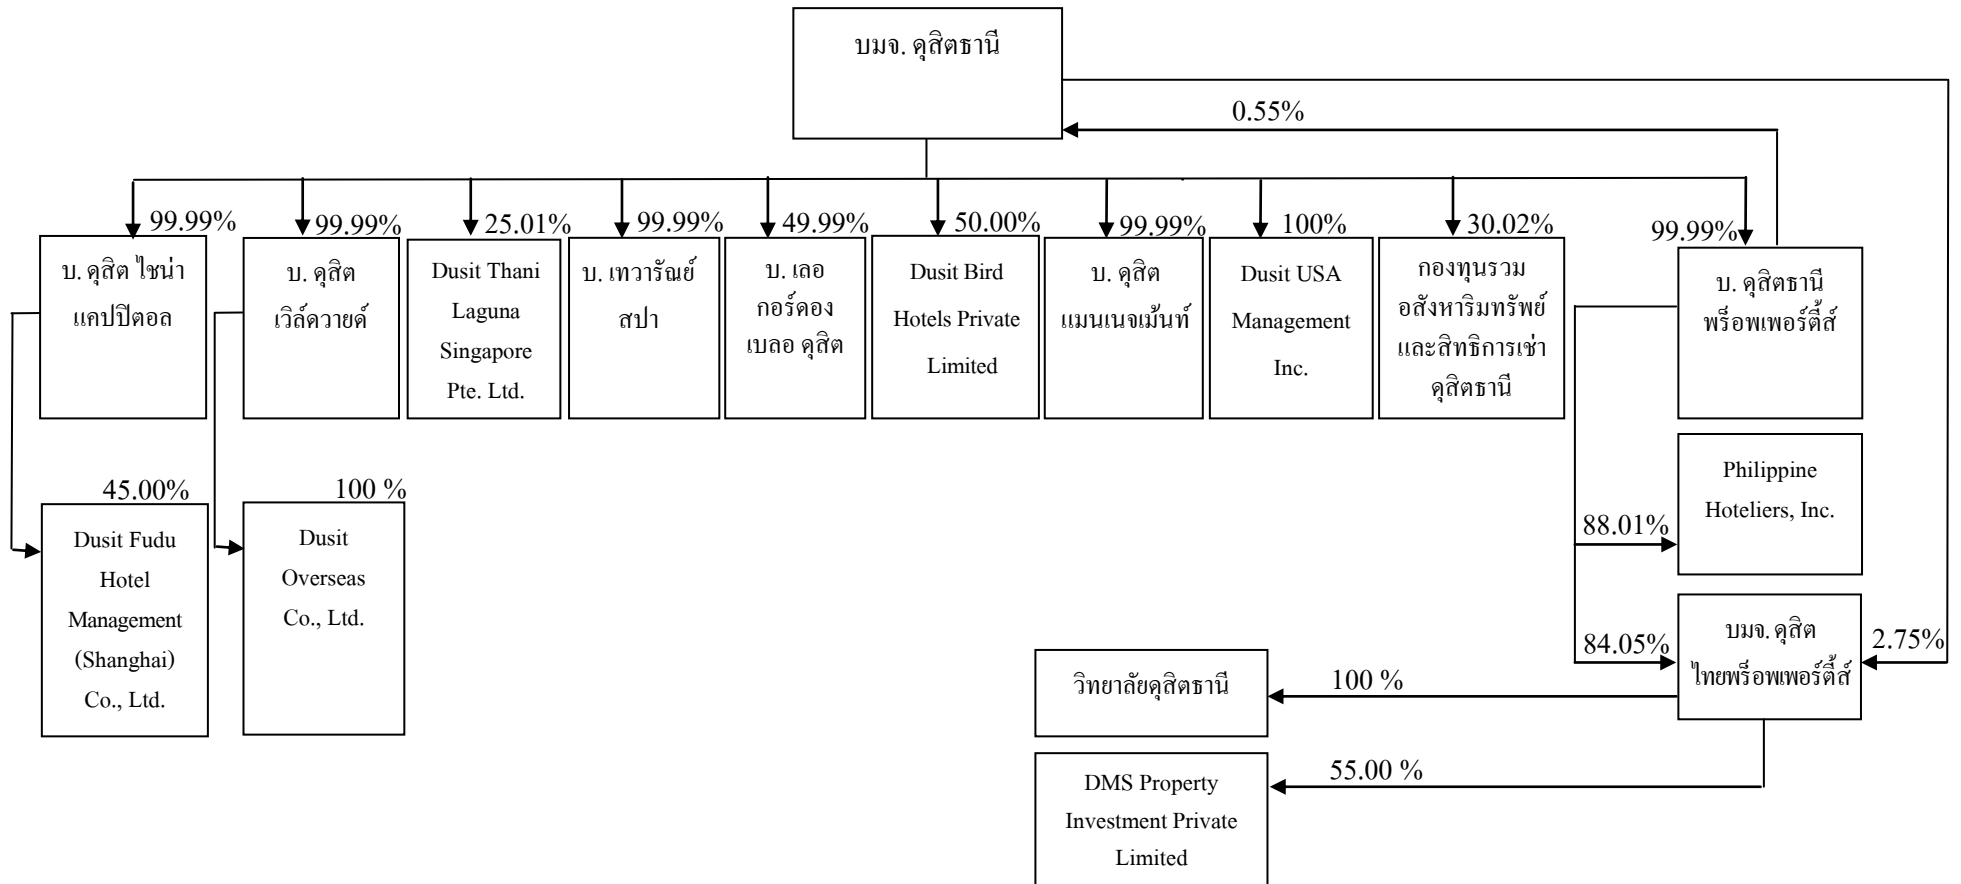 บมจ. ดุสิตธานี
0.55%
99.99%
99.99%
25.01%
99.99%
49.99%
50.00%
99.99%
100%
30.02%
99.99%
บ. ดุสิต ไชน่า
แคปปิตอล
บ. ดุสิต
เวิล์ดวายด์
Dusit Thani
Laguna
Singapore
Pte. Ltd.
บ. เทวารัณย์
สปา
บ. เลอ
กอร์ดอง
เบลอ ดุสิต
Dusit Bird
Hotels Private
Limited
บ. ดุสิต
แมนเนจเม้นท์
Dusit USA
Management
Inc.
กองทุนรวม
อสังหาริมทรัพย์
และสิทธิการเช่า
ดุสิตธานี
บ. ดุสิตธานี
พร็อพเพอร์ตี้ส์
45.00%
Dusit Fudu
Hotel
Management
(Shanghai)
Co., Ltd.
100 %
Dusit
Overseas
Co., Ltd.
88.01%
Philippine
Hoteliers, Inc.
84.05%
บมจ. ดุสิต
ไทยพร็อพเพอร์ตี้ส์
2.75%
วิทยาลัยดุสิตธานี
100 %
DMS Property
Investment Private
Limited
55.00 %